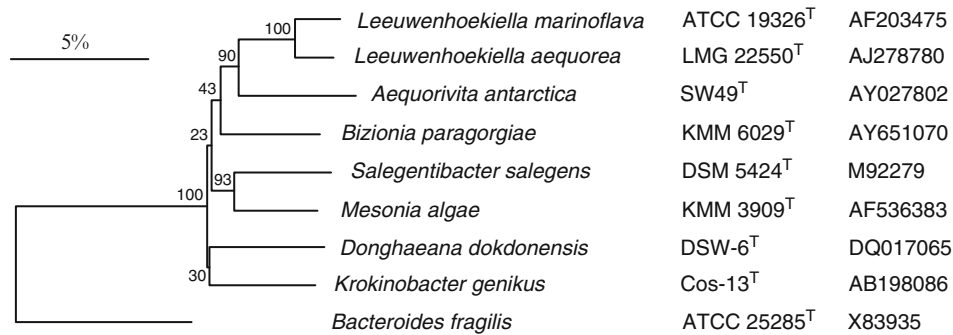 Leeuwenhoekiella marinoflava ATCC 19326T AF203475
5%
100
Leeuwenhoekiella aequorea LMG 22550T AJ278780
90
Aequorivita antarctica SW49T AY027802
43
Bizionia paragorgiae KMM 6029T AY651070
23
Salegentibacter salegens DSM 5424T M92279
93
100
Mesonia algae KMM 3909T AF536383
Donghaeana dokdonensis DSW-6T DQ017065
30
Krokinobacter genikus Cos-13T AB198086
Bacteroides fragilis ATCC 25285T X83935